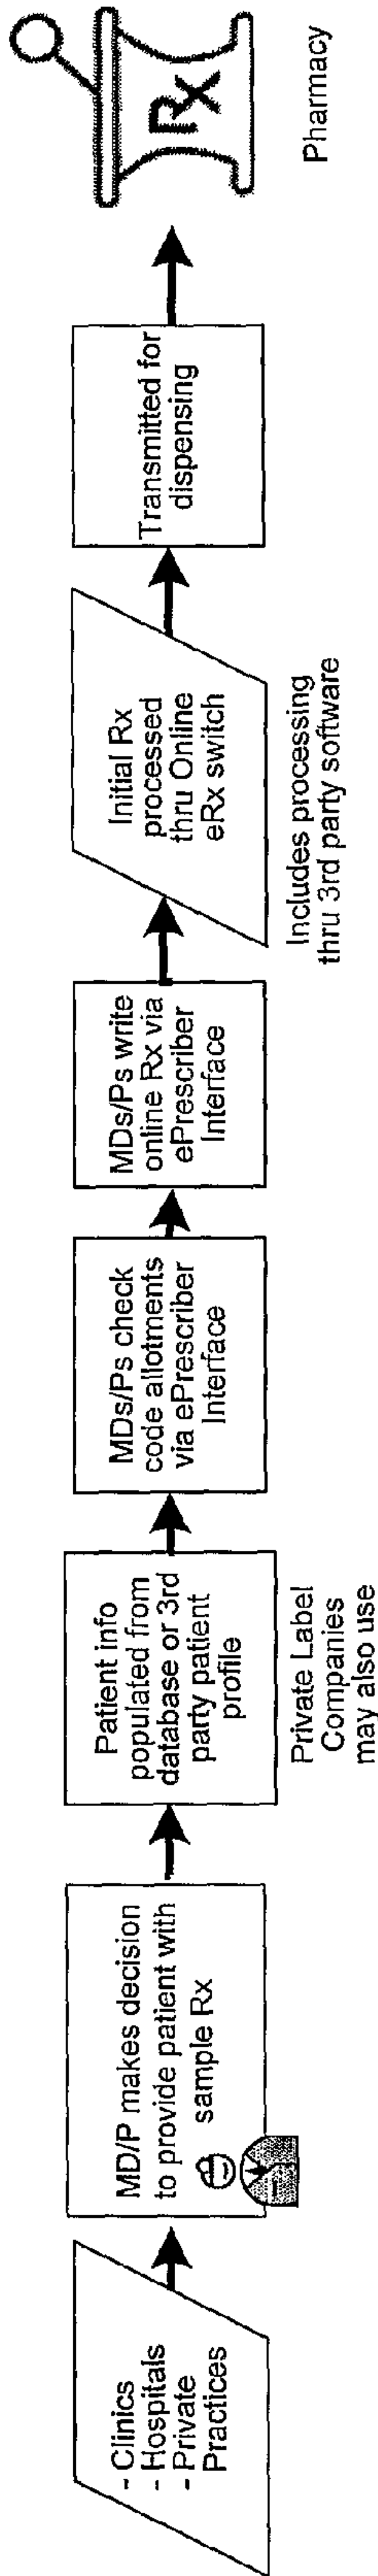 - Clinics
- Hospitals
- Private
Practices
MD/P makes decision
to provide patient with
sample Rx
Patient info
populated from
database or 3rd
party patient
profile
Private Label
Companies
may also use
MDs/Ps check
code allotments
via ePrescriber
Interface
MDs/Ps write
online Rx via
ePrescriber
Interface
Initial Rx
processed
thru Online
eRx switch
Includes processing
thru 3rd party software
Transmitted for
dispensing
Rx
Pharmacy